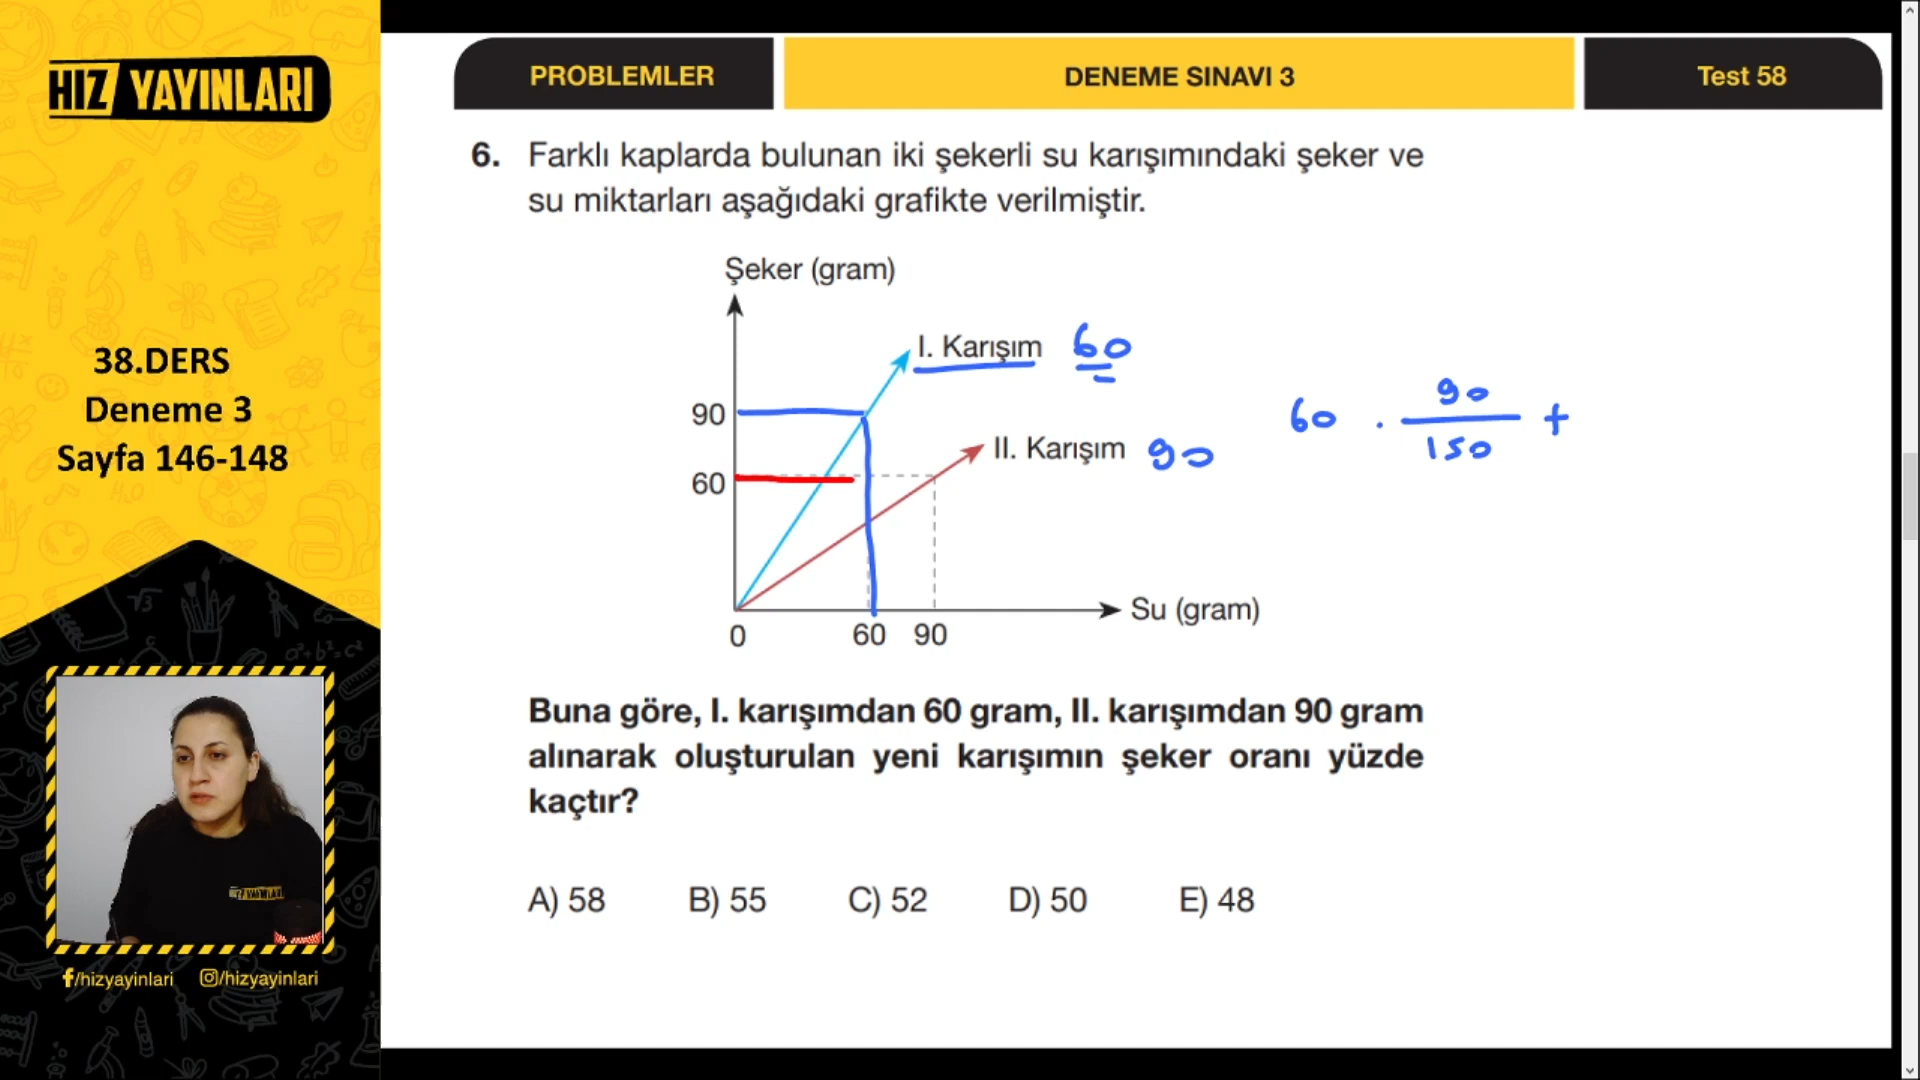 HIZ YAYINLARI
38.DERS
Deneme 3
Sayfa 146-148
f/hizyayinlari /hizyayinlari
PROBLEMLER DENEME SINAVI 3 Test 58
6. Farklı kaplarda bulunan iki şekerli su karışımındaki şeker ve
su miktarları aşağıdaki grafikte verilmiştir.
Şeker (gram)
I. Karışım 60
90
II. Karışım 90
60
60 . 90/150 +
Su (gram)
0 60 90
Buna göre, I. karışımdan 60 gram, II. karışımdan 90 gram
alınarak oluşturulan yeni karışımın şeker oranı yüzde
kaçtır?
A) 58 B) 55 C) 52 D) 50 E) 48